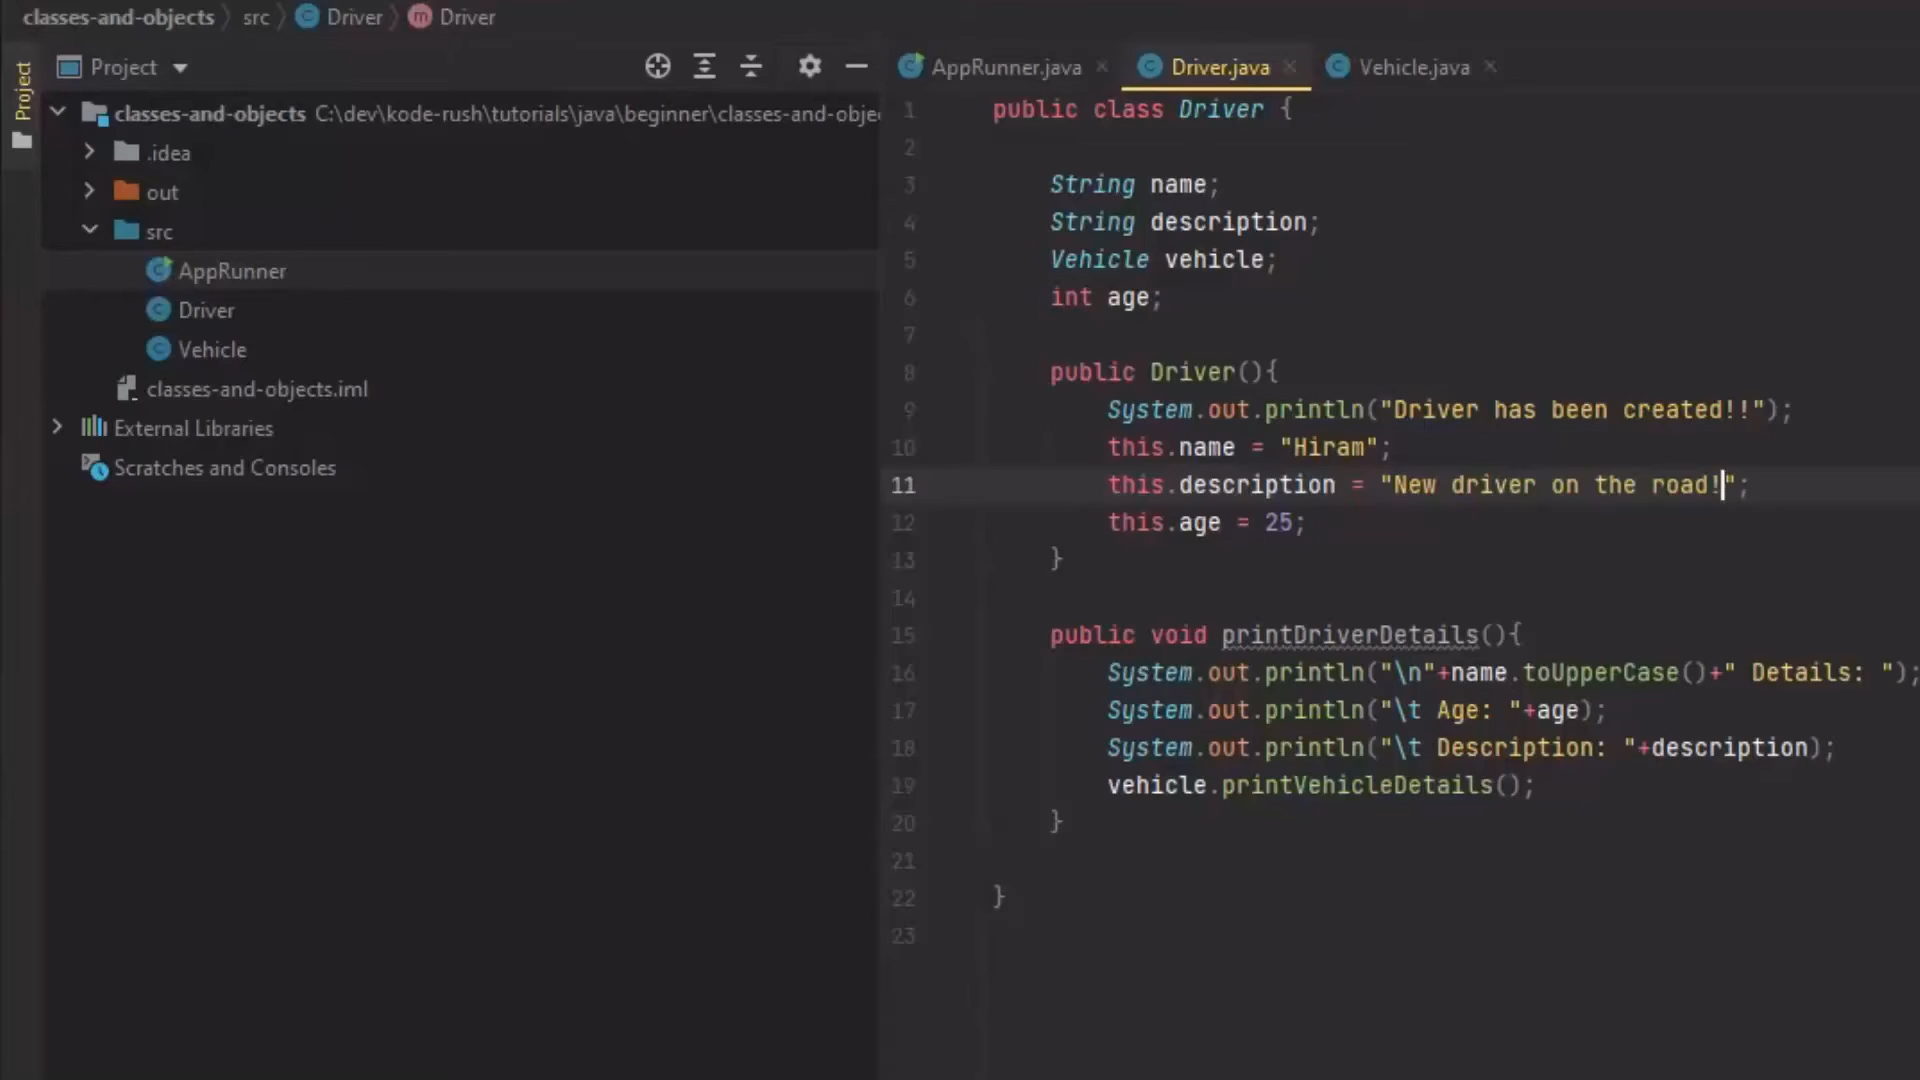 classes-and-objects src Driver Driver
Project
Project
classes-and-objects C:\dev\kode-rush\tutorials\java\beginner\classes-and-obje
.idea
out
src
AppRunner
Driver
Vehicle
classes-and-objects.iml
External Libraries
Scratches and Consoles
AppRunner.java Driver.java Vehicle.java
1 public class Driver {
2
3 String name;
4 String description;
5 Vehicle vehicle;
6 int age;
7
8 public Driver(){
9 System.out.println("Driver has been created!!");
10 this.name = "Hiram";
11 this.description = "New driver on the road!";
12 this.age = 25;
13 }
14
15 public void printDriverDetails(){
16 System.out.println("\n"+name.toUpperCase()+" Details: ");
17 System.out.println("\t Age: "+age);
18 System.out.println("\t Description: "+description);
19 vehicle.printVehicleDetails();
20 }
21
22 }
23